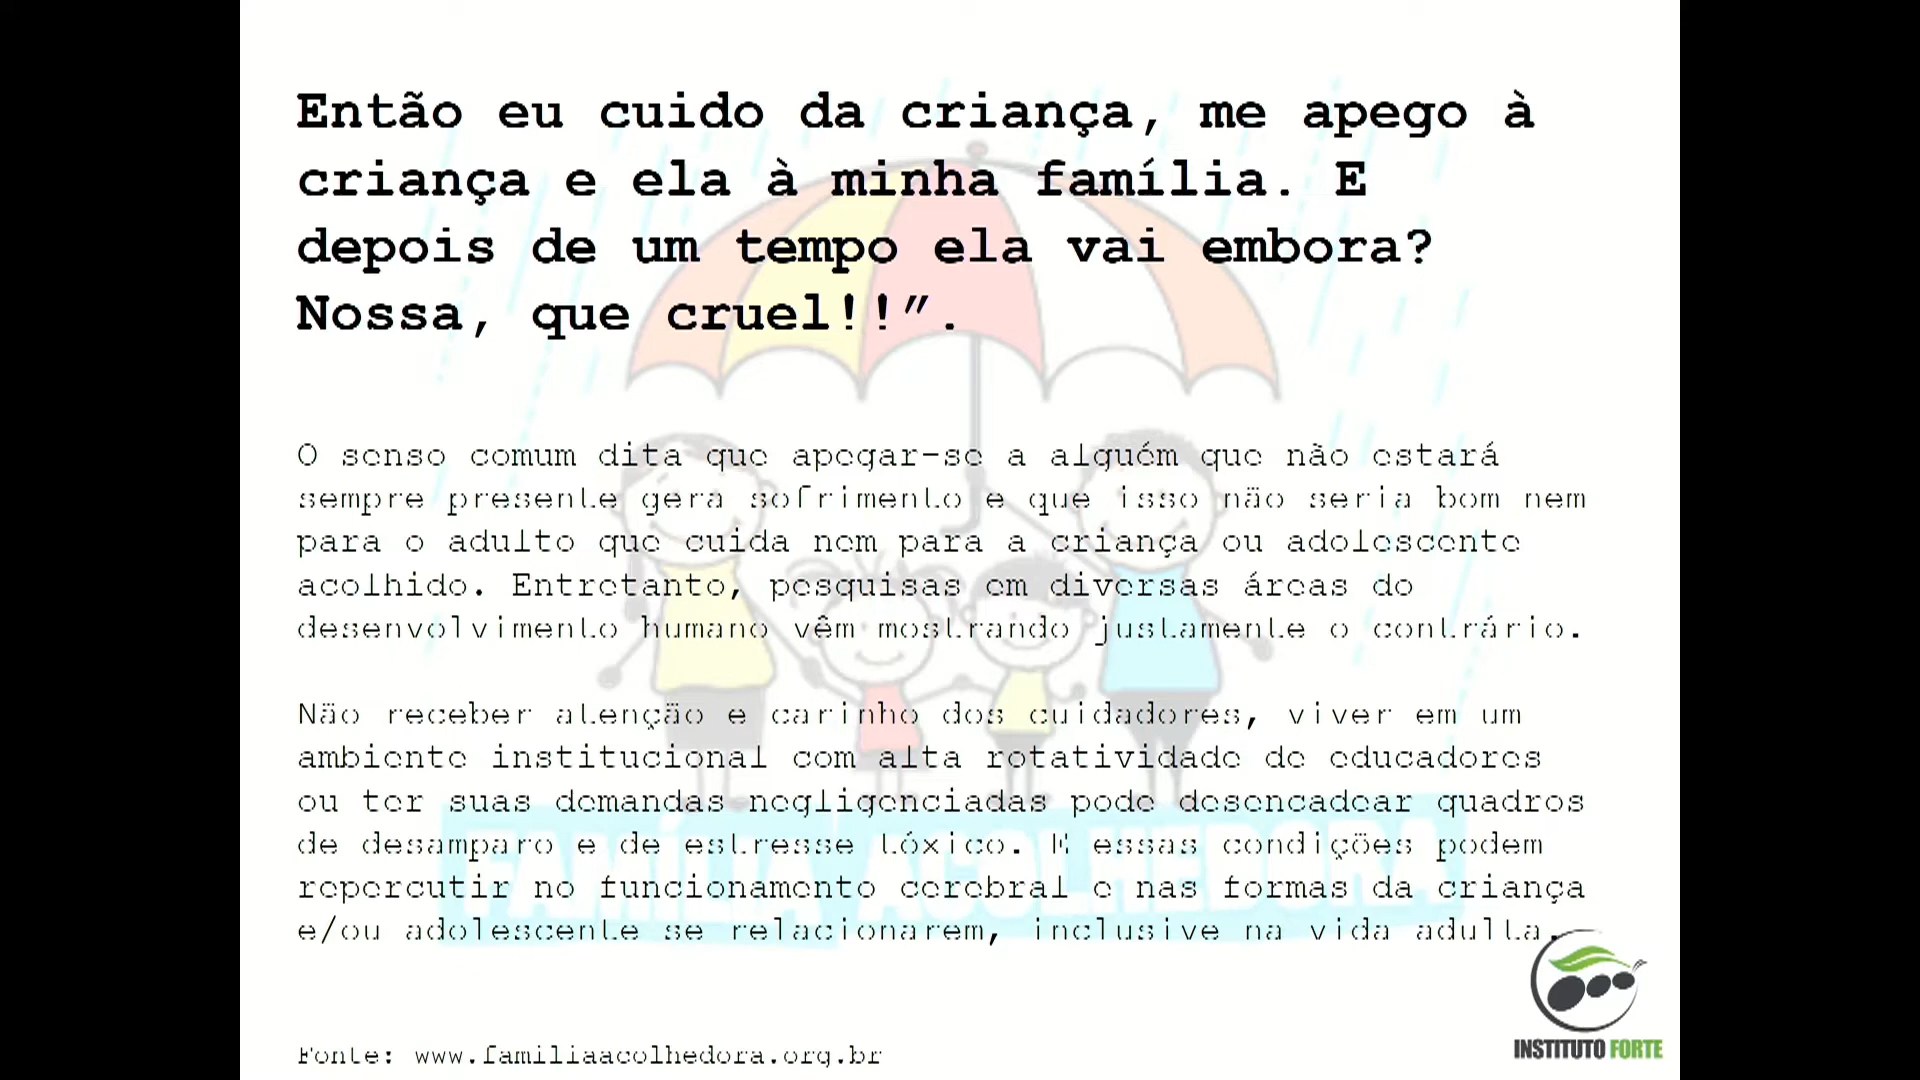 Então eu cuido da criança, me apego à
criança e ela à minha família. E
depois de um tempo ela vai embora?
Nossa, que cruel!!”.
O senso comum dita que apegar-se a alguém que não estará
sempre presente gera sofrimento e que isso não seria bom nem
para o adulto que cuida nem para a criança ou adolescente
acolhido. Entretanto, pesquisas em diversas áreas do
desenvolvimento humano vêm mostrando justamente o contrário.
Não receber atenção e carinho dos cuidadores, viver em um
ambiente institucional com alta rotatividade de educadores
ou ter suas demandas negligenciadas pode desencadear quadros
de desamparo e de estresse tóxico. E essas condições podem
repercutir no funcionamento cerebral e nas formas da criança
e/ou adolescente se relacionarem, inclusive na vida adulta.
FAMÍLIA ACOLHEDORA
INSTITUTO FORTE
Fonte: www.familiaacolhedora.org.br